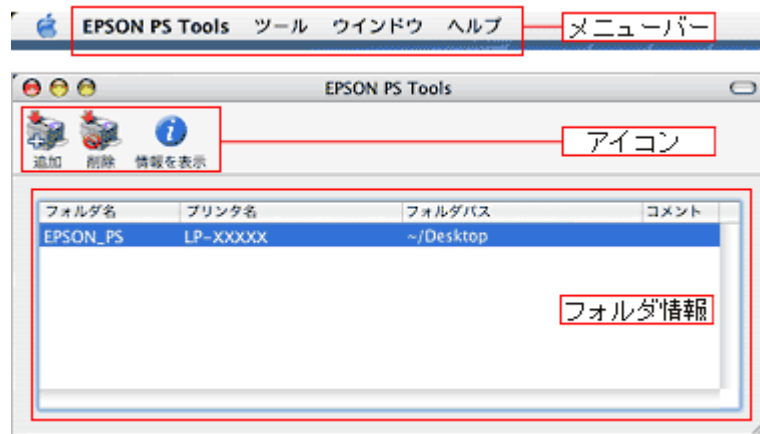 EPSON PS Tools ツール ウインドウ ヘルプ メニューバー
EPSON PS Tools
追加 削除 情報を表示 アイコン
フォルダ名 プリンタ名 フォルダパス コメント
EPSON_PS LP-XXXXX ~/Desktop
フォルダ情報